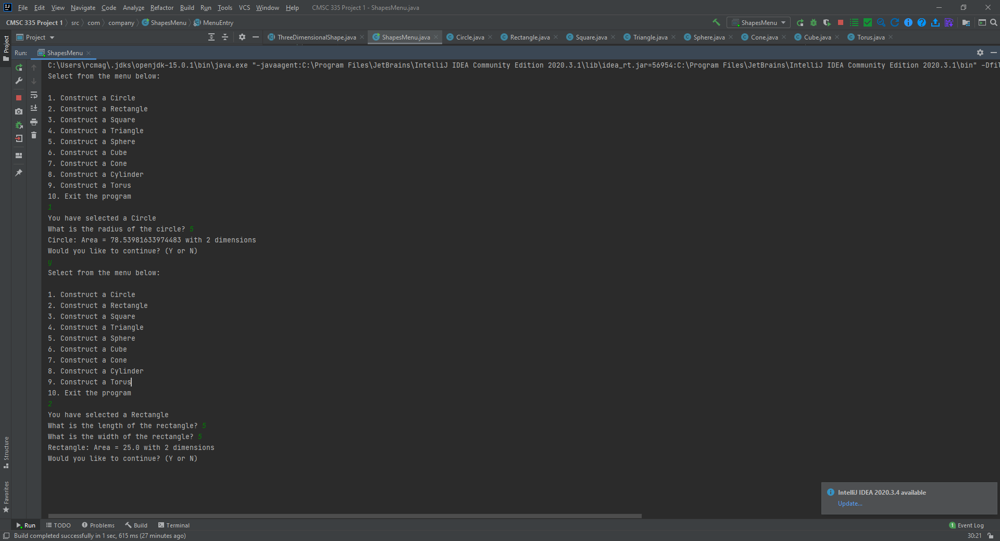 File Edit View Navigate Code Analyze Refactor Build Run Tools VCS Window Help CMSC 335 Project 1 - ShapesMenu.java
CMSC 335 Project 1 src com company ShapesMenu MenuEntry ShapesMenu
Project ThreeDimensionalShape.java ShapesMenu.java Circle.java Rectangle.java Square.java Triangle.java Sphere.java Cone.java Cube.java Torus.java
Project
Run: ShapesMenu
C:\Users\rcmag\.jdks\openjdk-15.0.1\bin\java.exe "-javaagent:C:\Program Files\JetBrains\IntelliJ IDEA Community Edition 2020.3.1\lib\idea_rt.jar=56954:C:\Program Files\JetBrains\IntelliJ IDEA Community Edition 2020.3.1\bin" -Dfil
Select from the menu below:
1. Construct a Circle
2. Construct a Rectangle
3. Construct a Square
4. Construct a Triangle
5. Construct a Sphere
6. Construct a Cube
7. Construct a Cone
8. Construct a Cylinder
9. Construct a Torus
10. Exit the program
1
You have selected a Circle
What is the radius of the circle? 5
Circle: Area = 78.53981633974483 with 2 dimensions
Would you like to continue? (Y or N)
y
Select from the menu below:
1. Construct a Circle
2. Construct a Rectangle
3. Construct a Square
4. Construct a Triangle
5. Construct a Sphere
6. Construct a Cube
7. Construct a Cone
8. Construct a Cylinder
9. Construct a Torus
10. Exit the program
2
You have selected a Rectangle
What is the length of the rectangle? 5
What is the width of the rectangle? 5
Rectangle: Area = 25.0 with 2 dimensions
Would you like to continue? (Y or N)
Structure
Favorites
IntelliJ IDEA 2020.3.4 available
Update...
Run TODO Problems Build Terminal 1 Event Log
Build completed successfully in 1 sec, 615 ms (27 minutes ago) 30:21